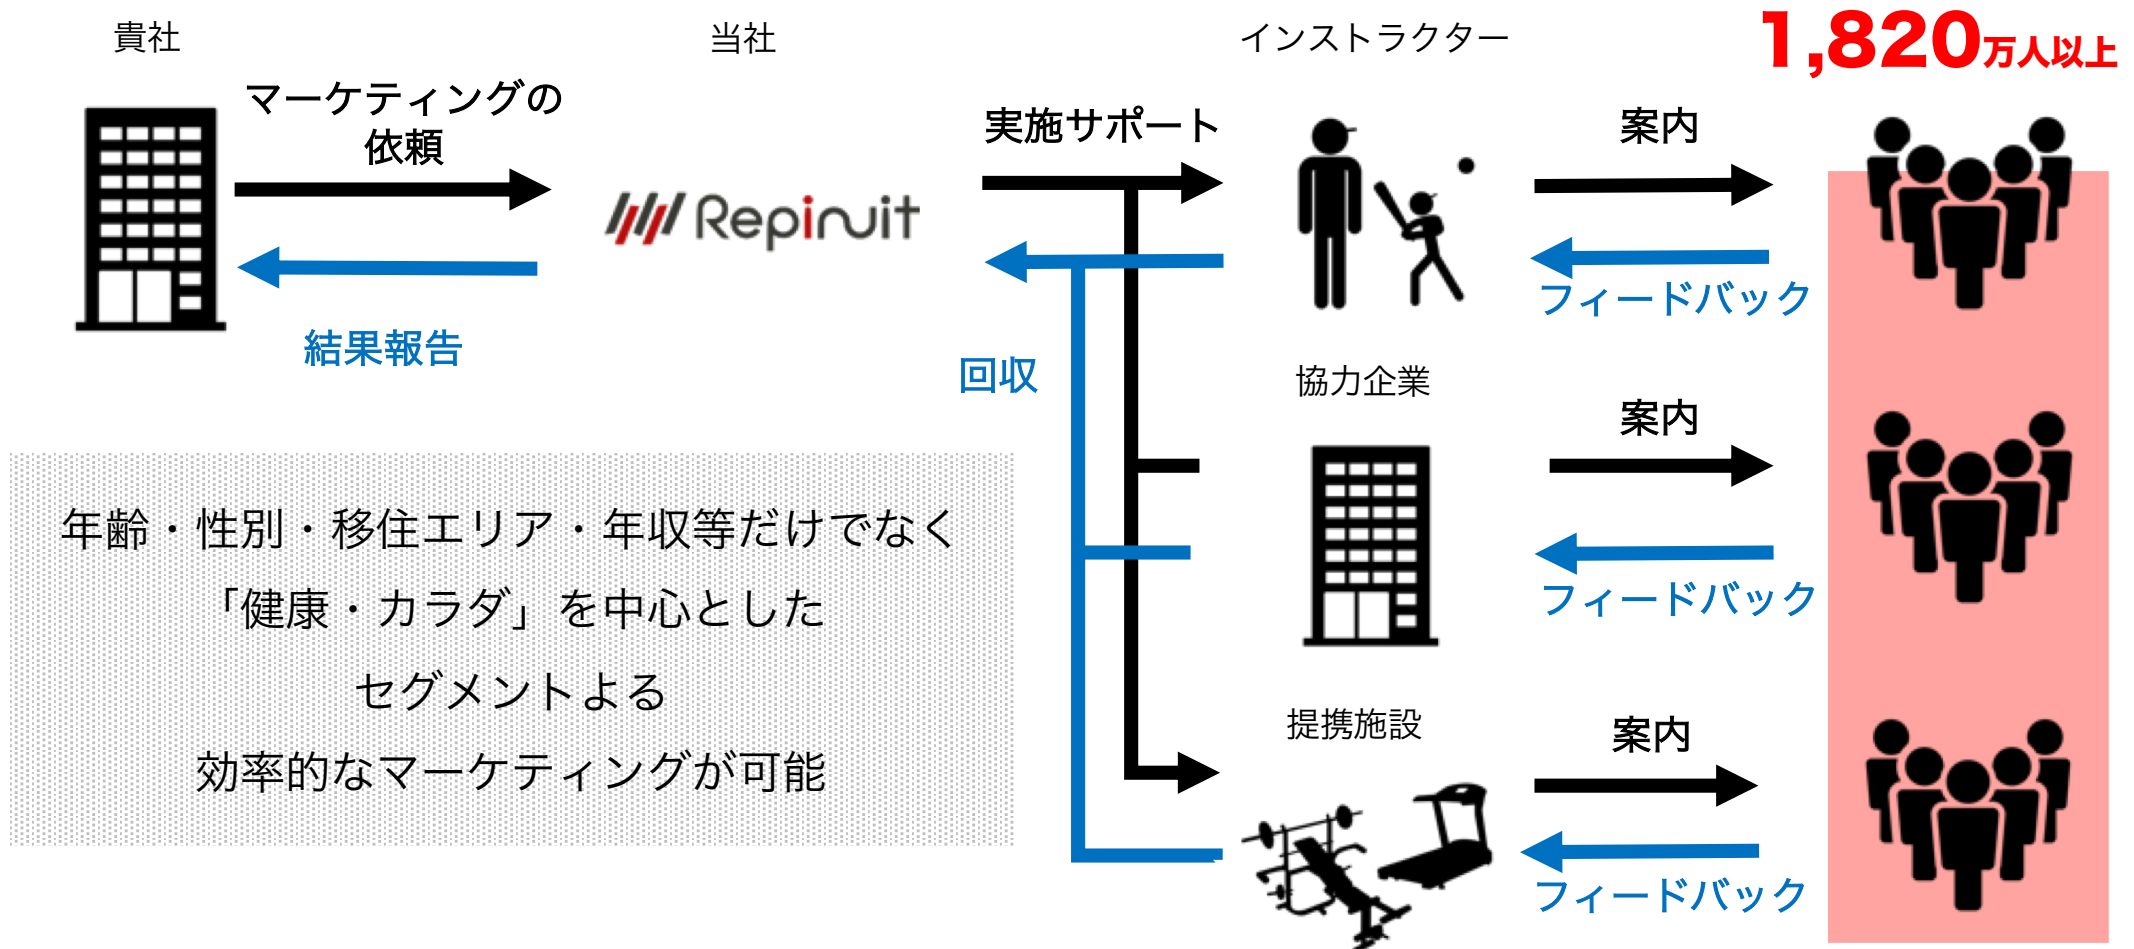 貴社
当社
インストラクター
1,820万人以上
マーケティングの
依頼
実施サポート
案内
Repinuit
フィードバック
結果報告
回収
協力企業
案内
年齢・性別・移住エリア・年収等だけでなく
「健康・カラダ」を中心とした
セグメントよる
効率的なマーケティングが可能
フィードバック
提携施設
案内
フィードバック